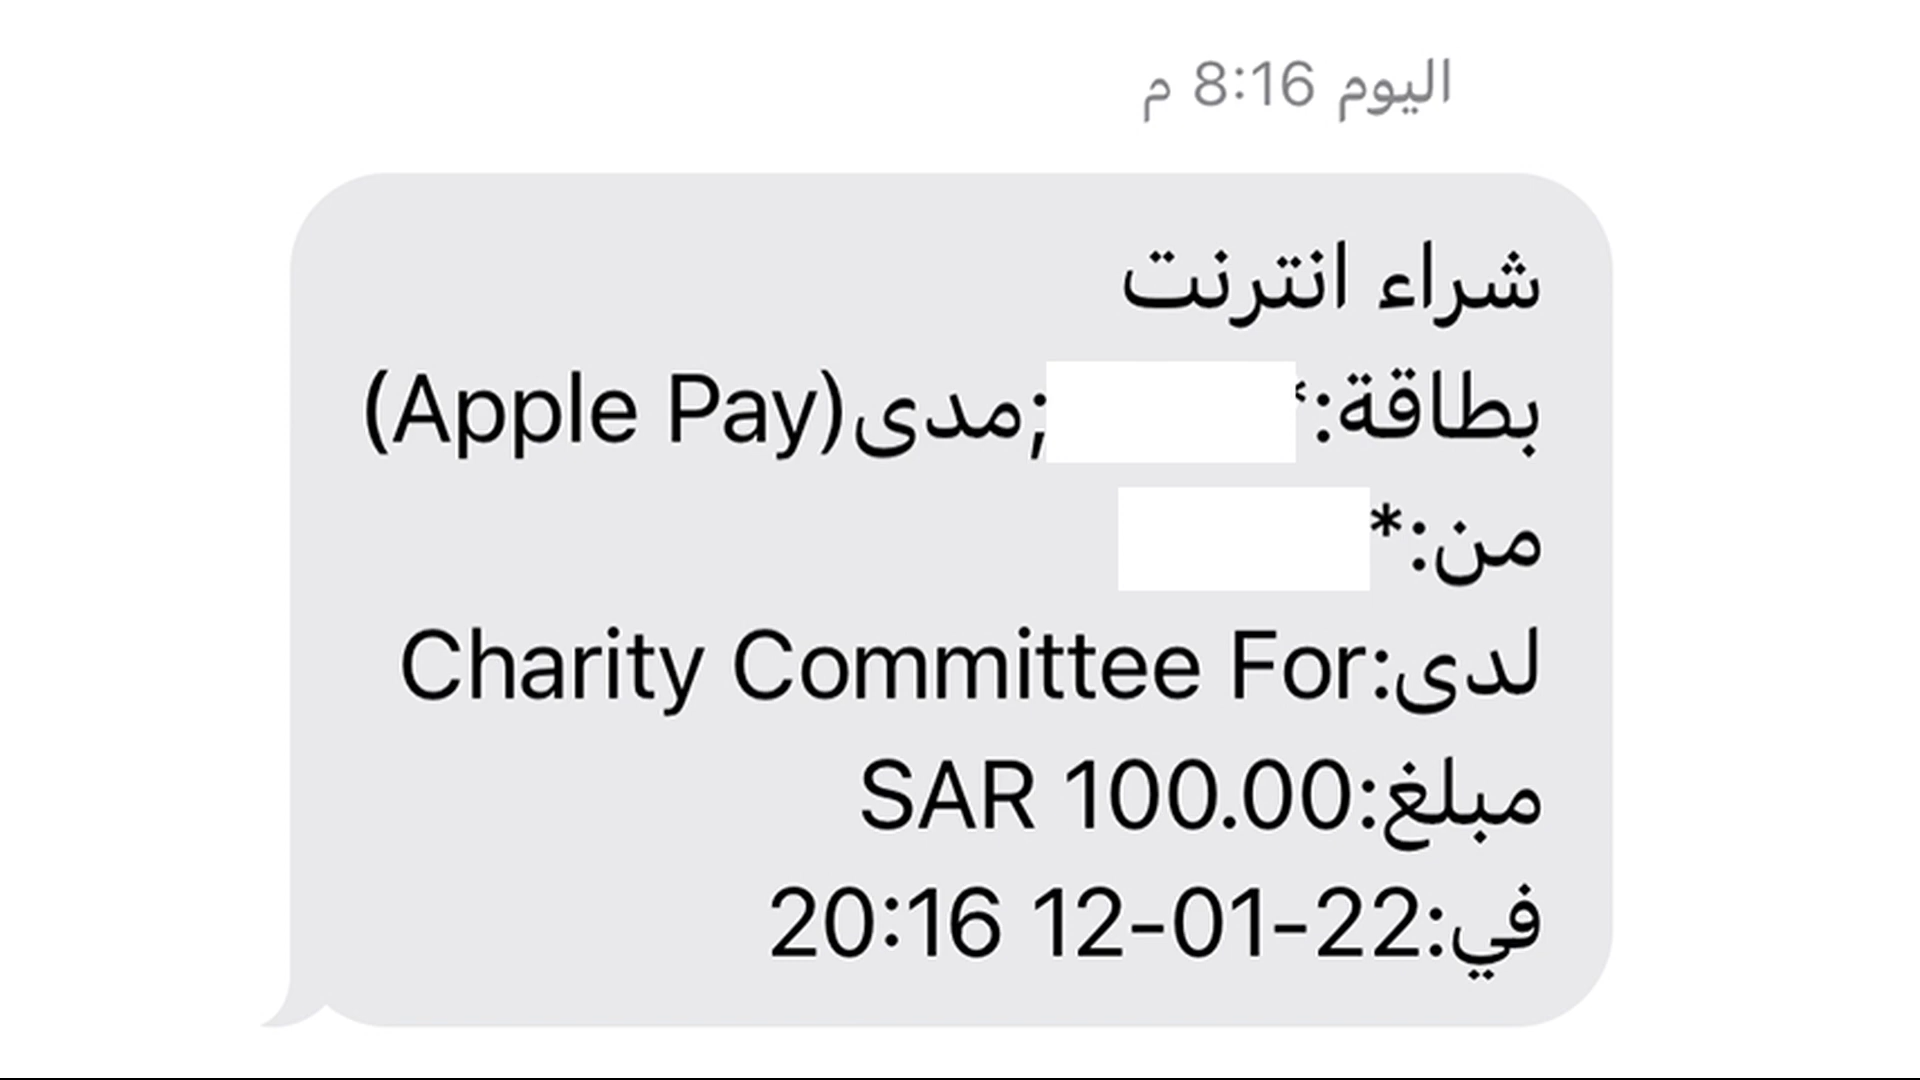 اليوم 8:16 م
شراء انترنت
بطاقة:*;مدى(Apple Pay)
من:*
لدى:Charity Committee For
مبلغ:SAR 100.00
في:22-01-12 20:16